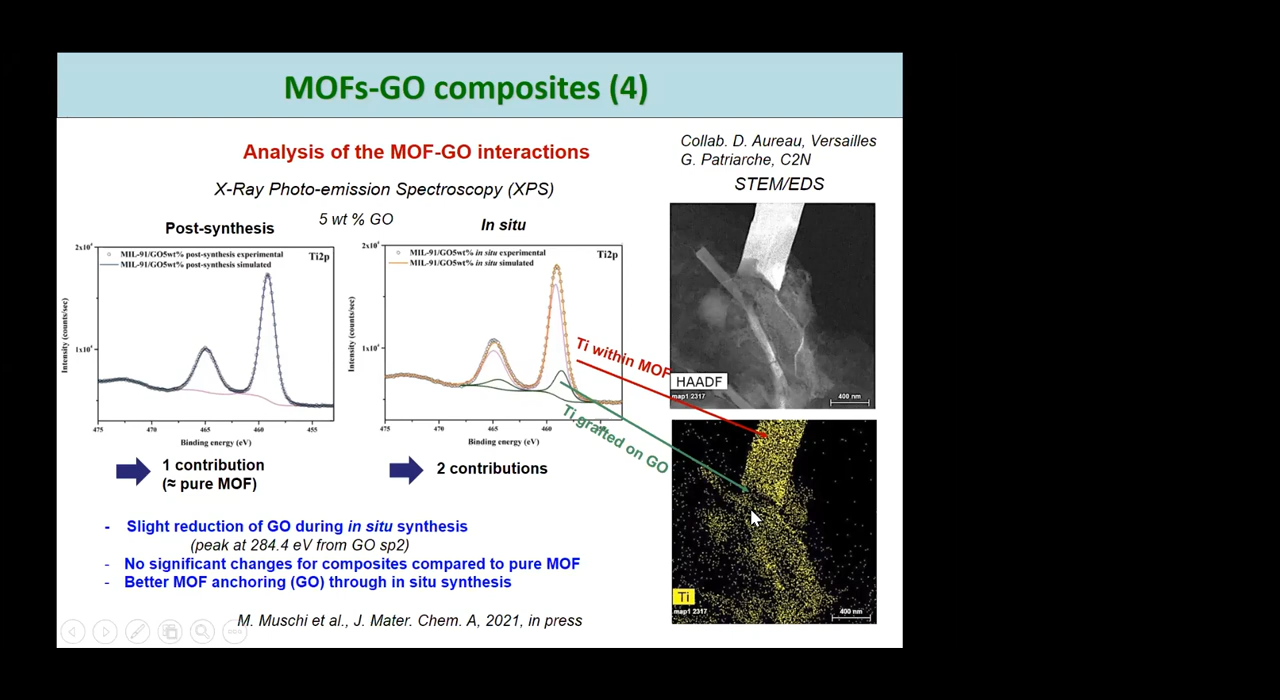 MOFs-GO composites (4)
Collab. D. Aureau, Versailles
G. Patriarche, C2N
Analysis of the MOF-GO interactions
X-Ray Photo-emission Spectroscopy (XPS)
STEM/EDS
5 wt % GO
Post-synthesis
In situ
2x10⁴
MIL-91/GO5wt% post-synthesis experimental
MIL-91/GO5wt% post-synthesis simulated
Ti2p
1x10⁴
Intensity (counts/sec)
475 470 465 460 455
Binding energy (eV)
2x10⁴
MIL-91/GO5wt% in situ experimental
MIL-91/GO5wt% in situ simulated
Ti2p
1x10⁴
Intensity (counts/sec)
475 470 465 460
Binding energy (eV)
Ti within MOF
Ti grafted on GO
HAADF
map1 2317
400 nm
Ti
map1 2317
400 nm
1 contribution
(≈ pure MOF)
2 contributions
- Slight reduction of GO during in situ synthesis
(peak at 284.4 eV from GO sp2)
- No significant changes for composites compared to pure MOF
- Better MOF anchoring (GO) through in situ synthesis
M. Muschi et al., J. Mater. Chem. A, 2021, in press